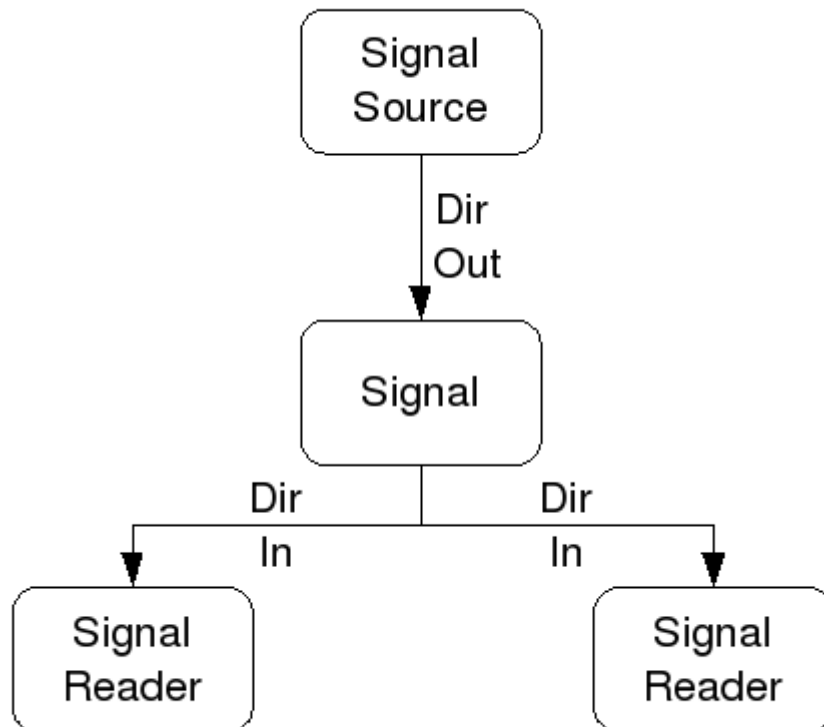 Signal
Source
Dir
Out
Signal
Dir
In
Dir
In
Signal
Reader
Signal
Reader